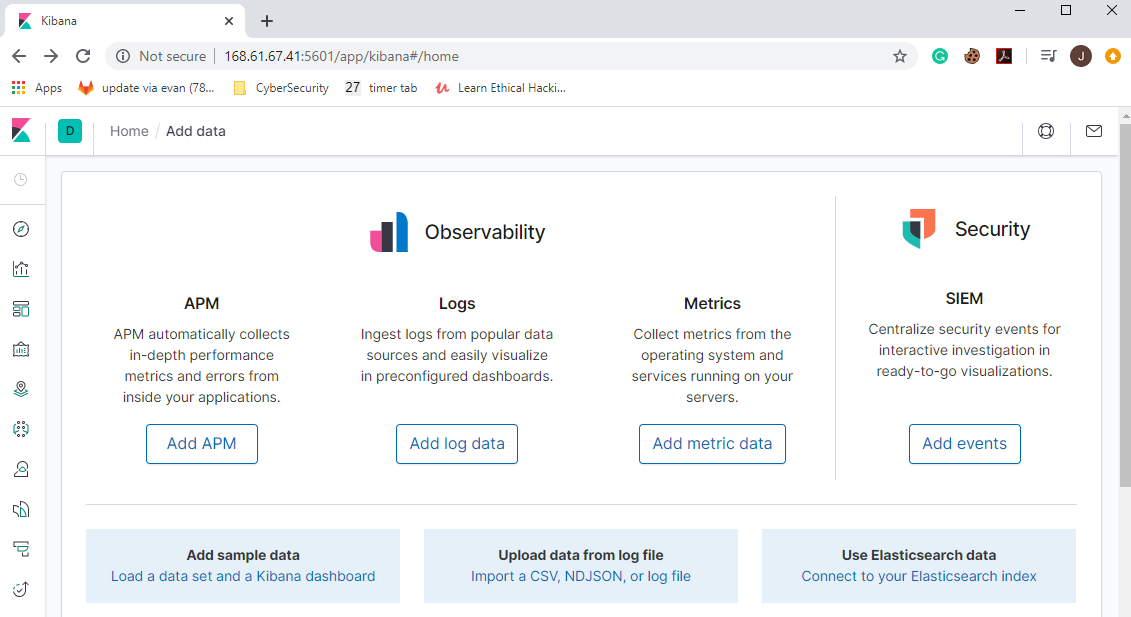 Kibana
Not secure 168.61.67.41:5601/app/kibana#/home
J
Apps update via evan (78... CyberSecurity 27 timer tab Learn Ethical Hacki...
D Home / Add data
Observability
Security
APM
APM automatically collects
in-depth performance
metrics and errors from
inside your applications.
Add APM
Logs
Ingest logs from popular data
sources and easily visualize
in preconfigured dashboards.
Add log data
Metrics
Collect metrics from the
operating system and
services running on your
servers.
Add metric data
SIEM
Centralize security events for
interactive investigation in
ready-to-go visualizations.
Add events
Add sample data
Load a data set and a Kibana dashboard
Upload data from log file
Import a CSV, NDJSON, or log file
Use Elasticsearch data
Connect to your Elasticsearch index